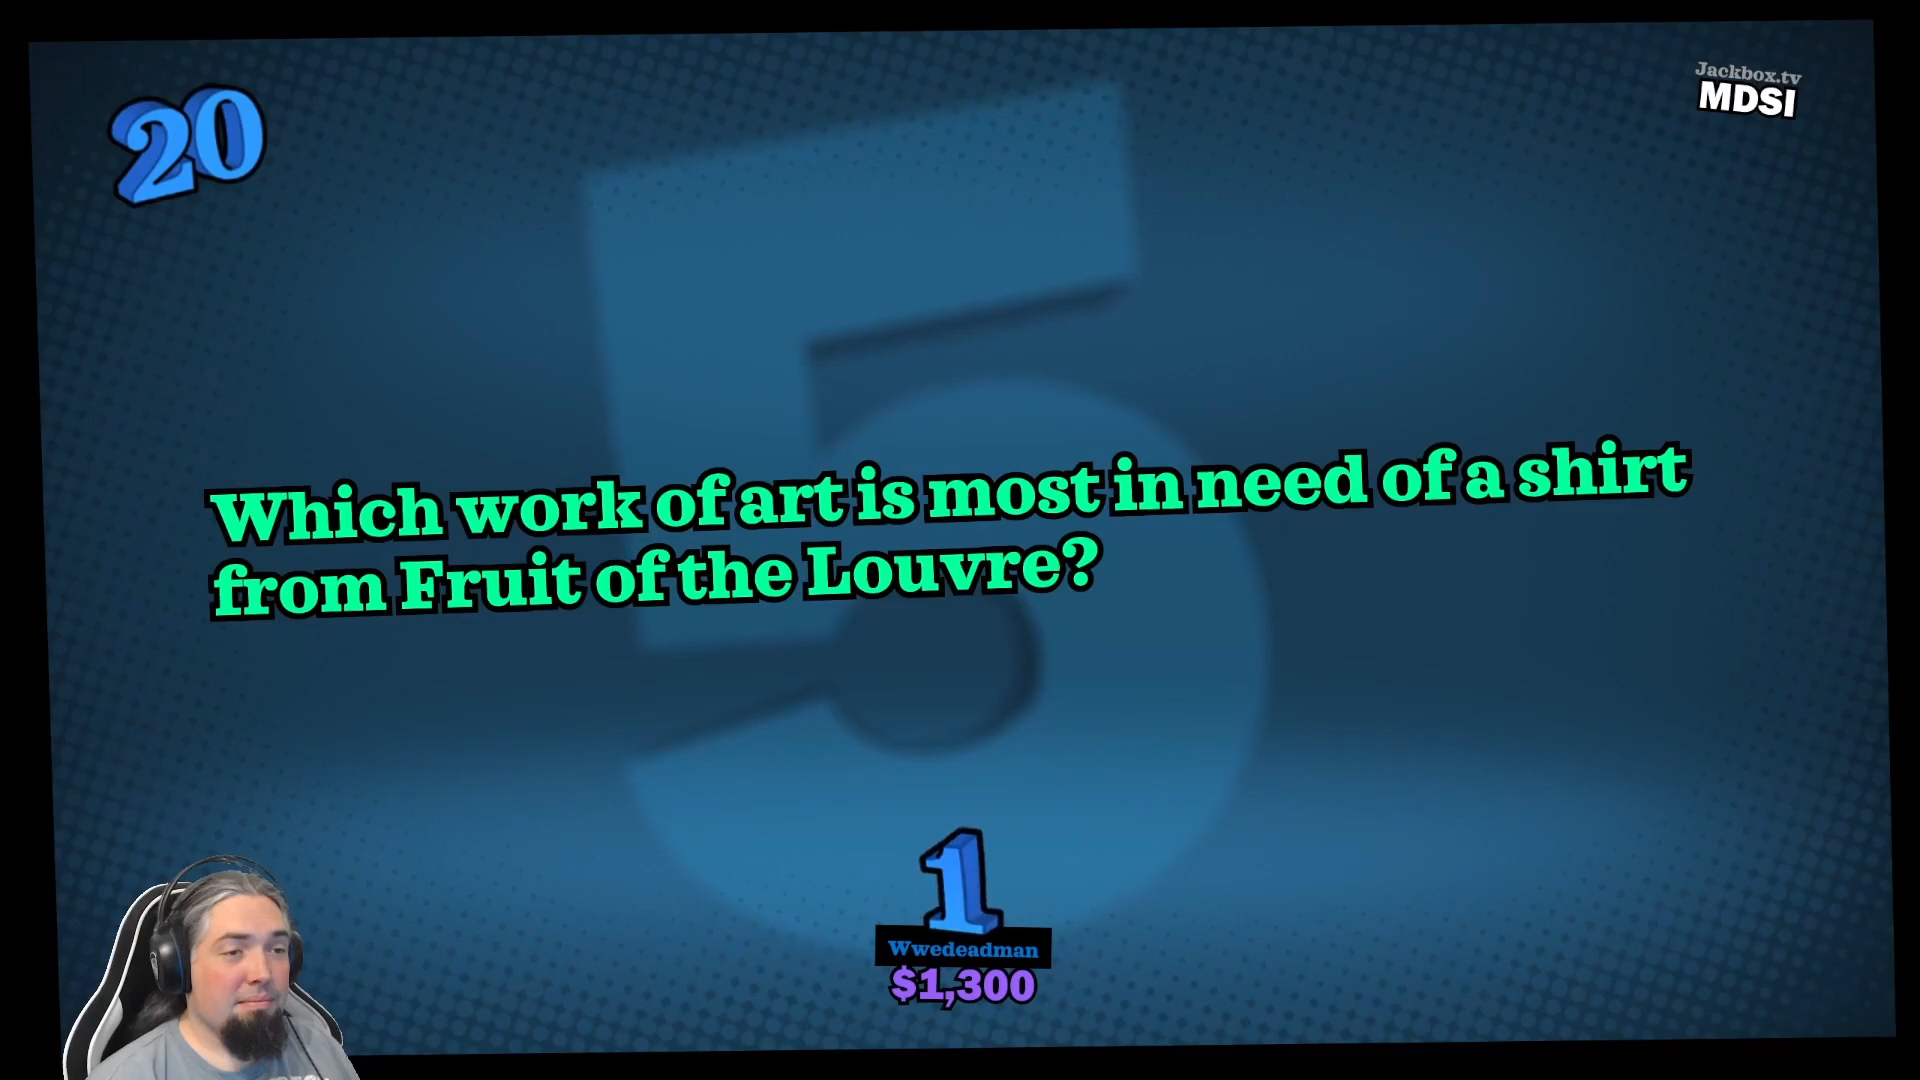 20
Jackbox.tv
MDSI
Which work of art is most in need of a shirt
from Fruit of the Louvre?
1
Wwedeadman
$1,300